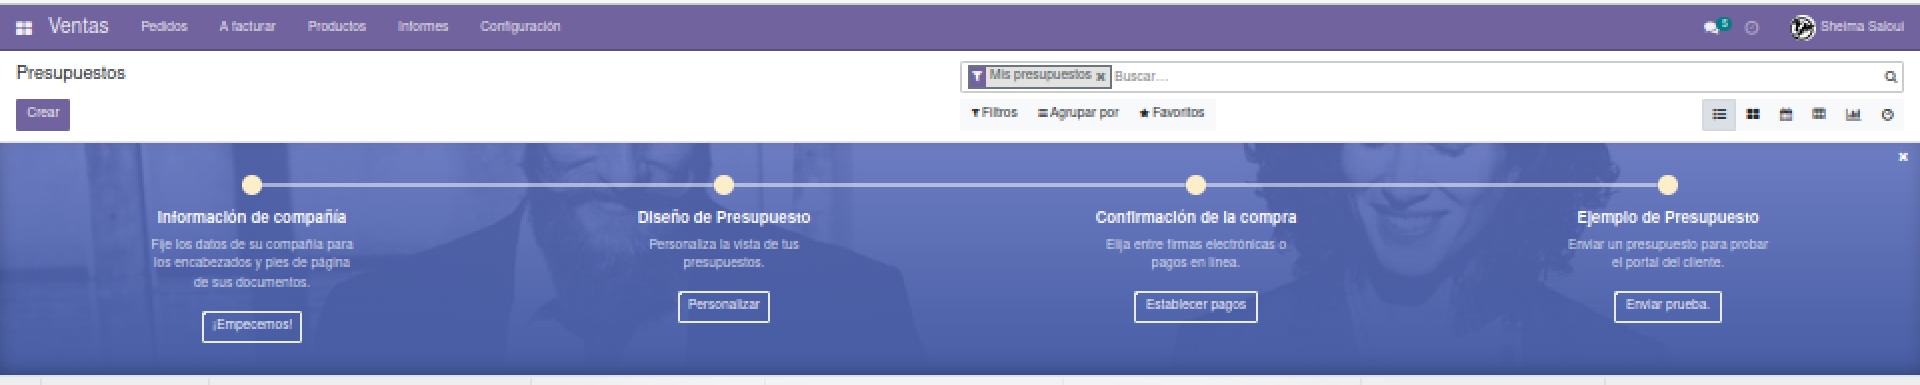 Ventas Pedidos A facturar Productos Informes Configuración 5 Sheima Saloui
Presupuestos
Mis presupuestos Buscar...
Crear
Filtros Agrupar por Favoritos
Información de compañía
Fije los datos de su compañía para
los encabezados y pies de página
de sus documentos.
¡Empecemos!
Diseño de Presupuesto
Personaliza la vista de tus
presupuestos.
Personalizar
Confirmación de la compra
Elija entre firmas electrónicas o
pagos en línea.
Establecer pagos
Ejemplo de Presupuesto
Enviar un presupuesto para probar
el portal del cliente.
Enviar prueba.